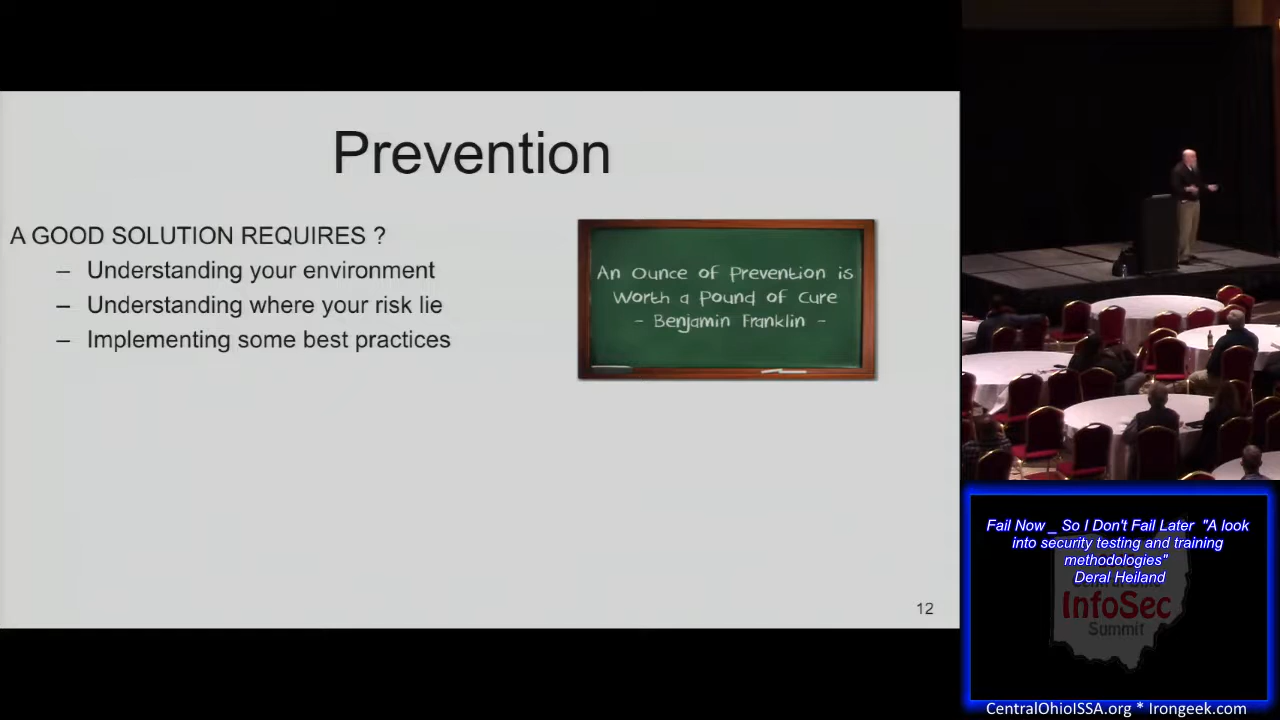 Prevention
A GOOD SOLUTION REQUIRES ?
– Understanding your environment
– Understanding where your risk lie
– Implementing some best practices
An Ounce of Prevention is
Worth a Pound of Cure
- Benjamin Franklin -
12
Fail Now _ So I Don't Fail Later "A look
into security testing and training
methodologies"
Deral Heiland
InfoSec
Summit
CentralOhioISSA.org * Irongeek.com